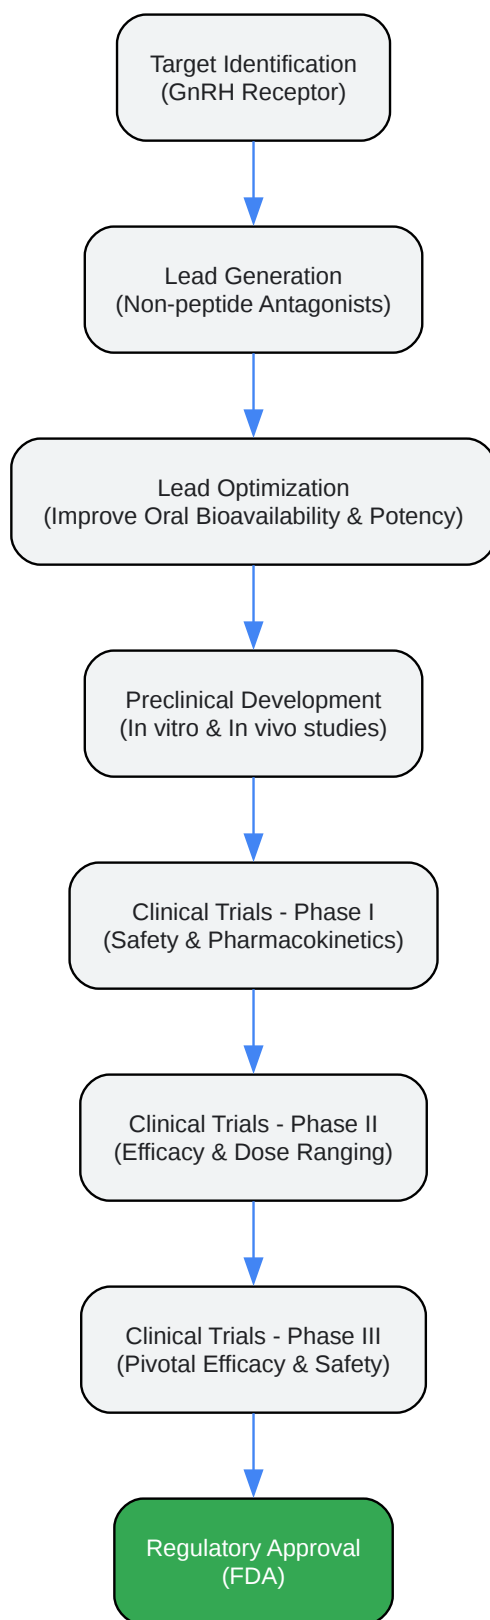 Target Identification
(GnRH Receptor)
Lead Generation
(Non-peptide Antagonists)
Lead Optimization
(Improve Oral Bioavailability & Potency)
Preclinical Development
(In vitro & In vivo studies)
Clinical Trials - Phase I
(Safety & Pharmacokinetics)
Clinical Trials - Phase II
(Efficacy & Dose Ranging)
Clinical Trials - Phase III
(Pivotal Efficacy & Safety)
Regulatory Approval
(FDA)